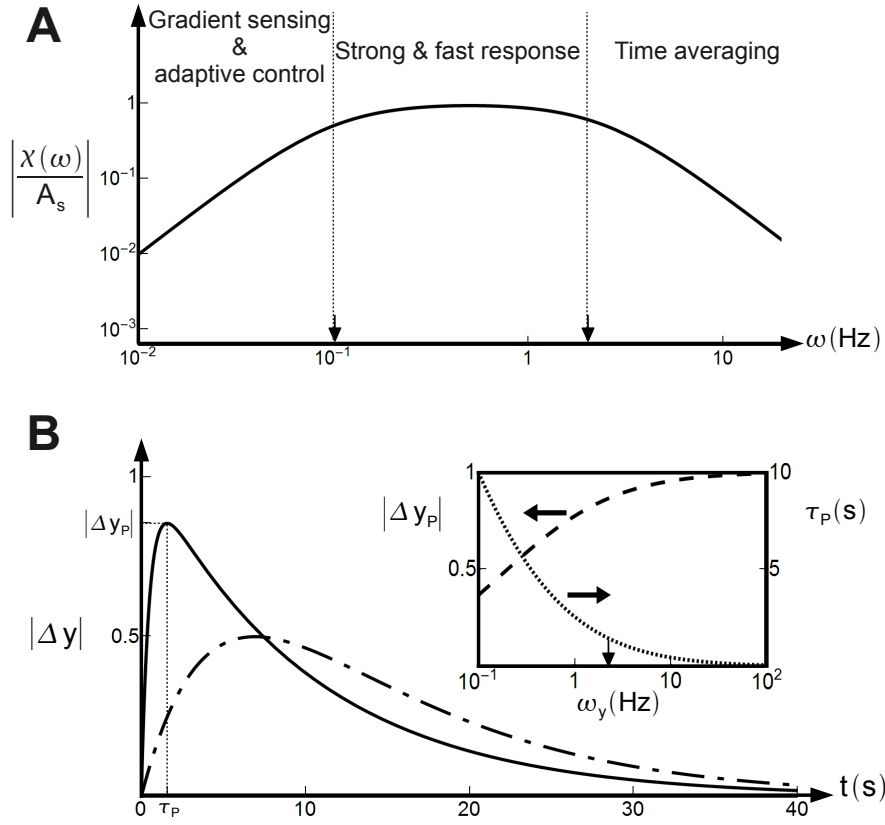 A
Gradient sensing
&
adaptive control
Strong & fast response
Time averaging
|χ(ω)/A_s|
1
10⁻¹
10⁻²
10⁻³
10⁻² 10⁻¹ 1 10
ω(Hz)
B
|Δy|
1
|Δy_P|
0.5
0 τ_P 10 20 30 40
t(s)
|Δy_P|
1
0.5
10
5
τ_P(s)
10⁻¹ 1 10 10²
ω_y(Hz)